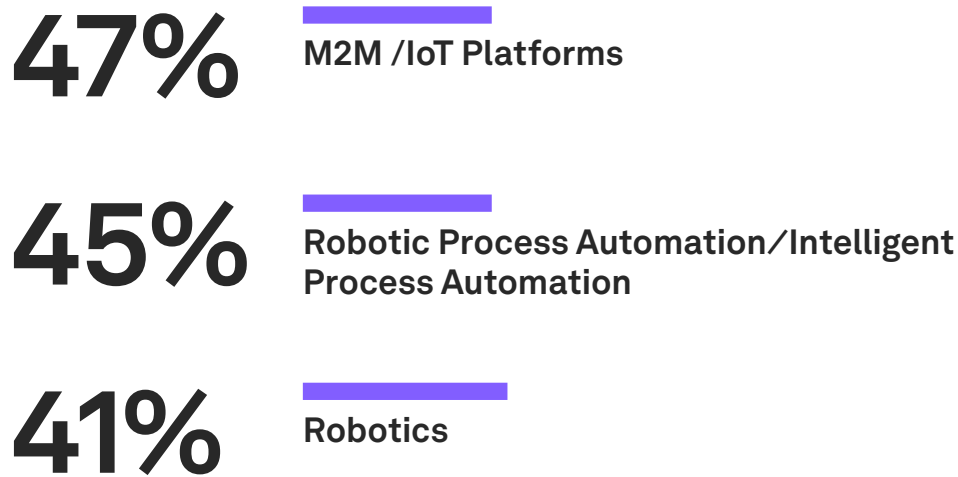 47%
M2M /IoT Platforms
45%
Robotic Process Automation/Intelligent
Process Automation
41%
Robotics